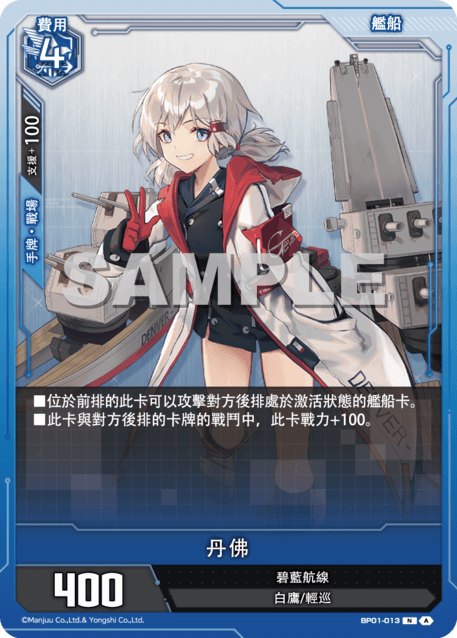 費用
4
艦船
支援+100
手牌・戰場
SAMPLE
DENVER
DENVER
■位於前排的此卡可以攻擊對方後排處於激活狀態的艦船卡。
■此卡與對方後排的卡牌的戰鬥中，此卡戰力+100。
丹佛
400
碧藍航線
白鷹/輕巡
©Manjuu Co.,Ltd.& Yongshi Co.,Ltd.
BP01-013 N A